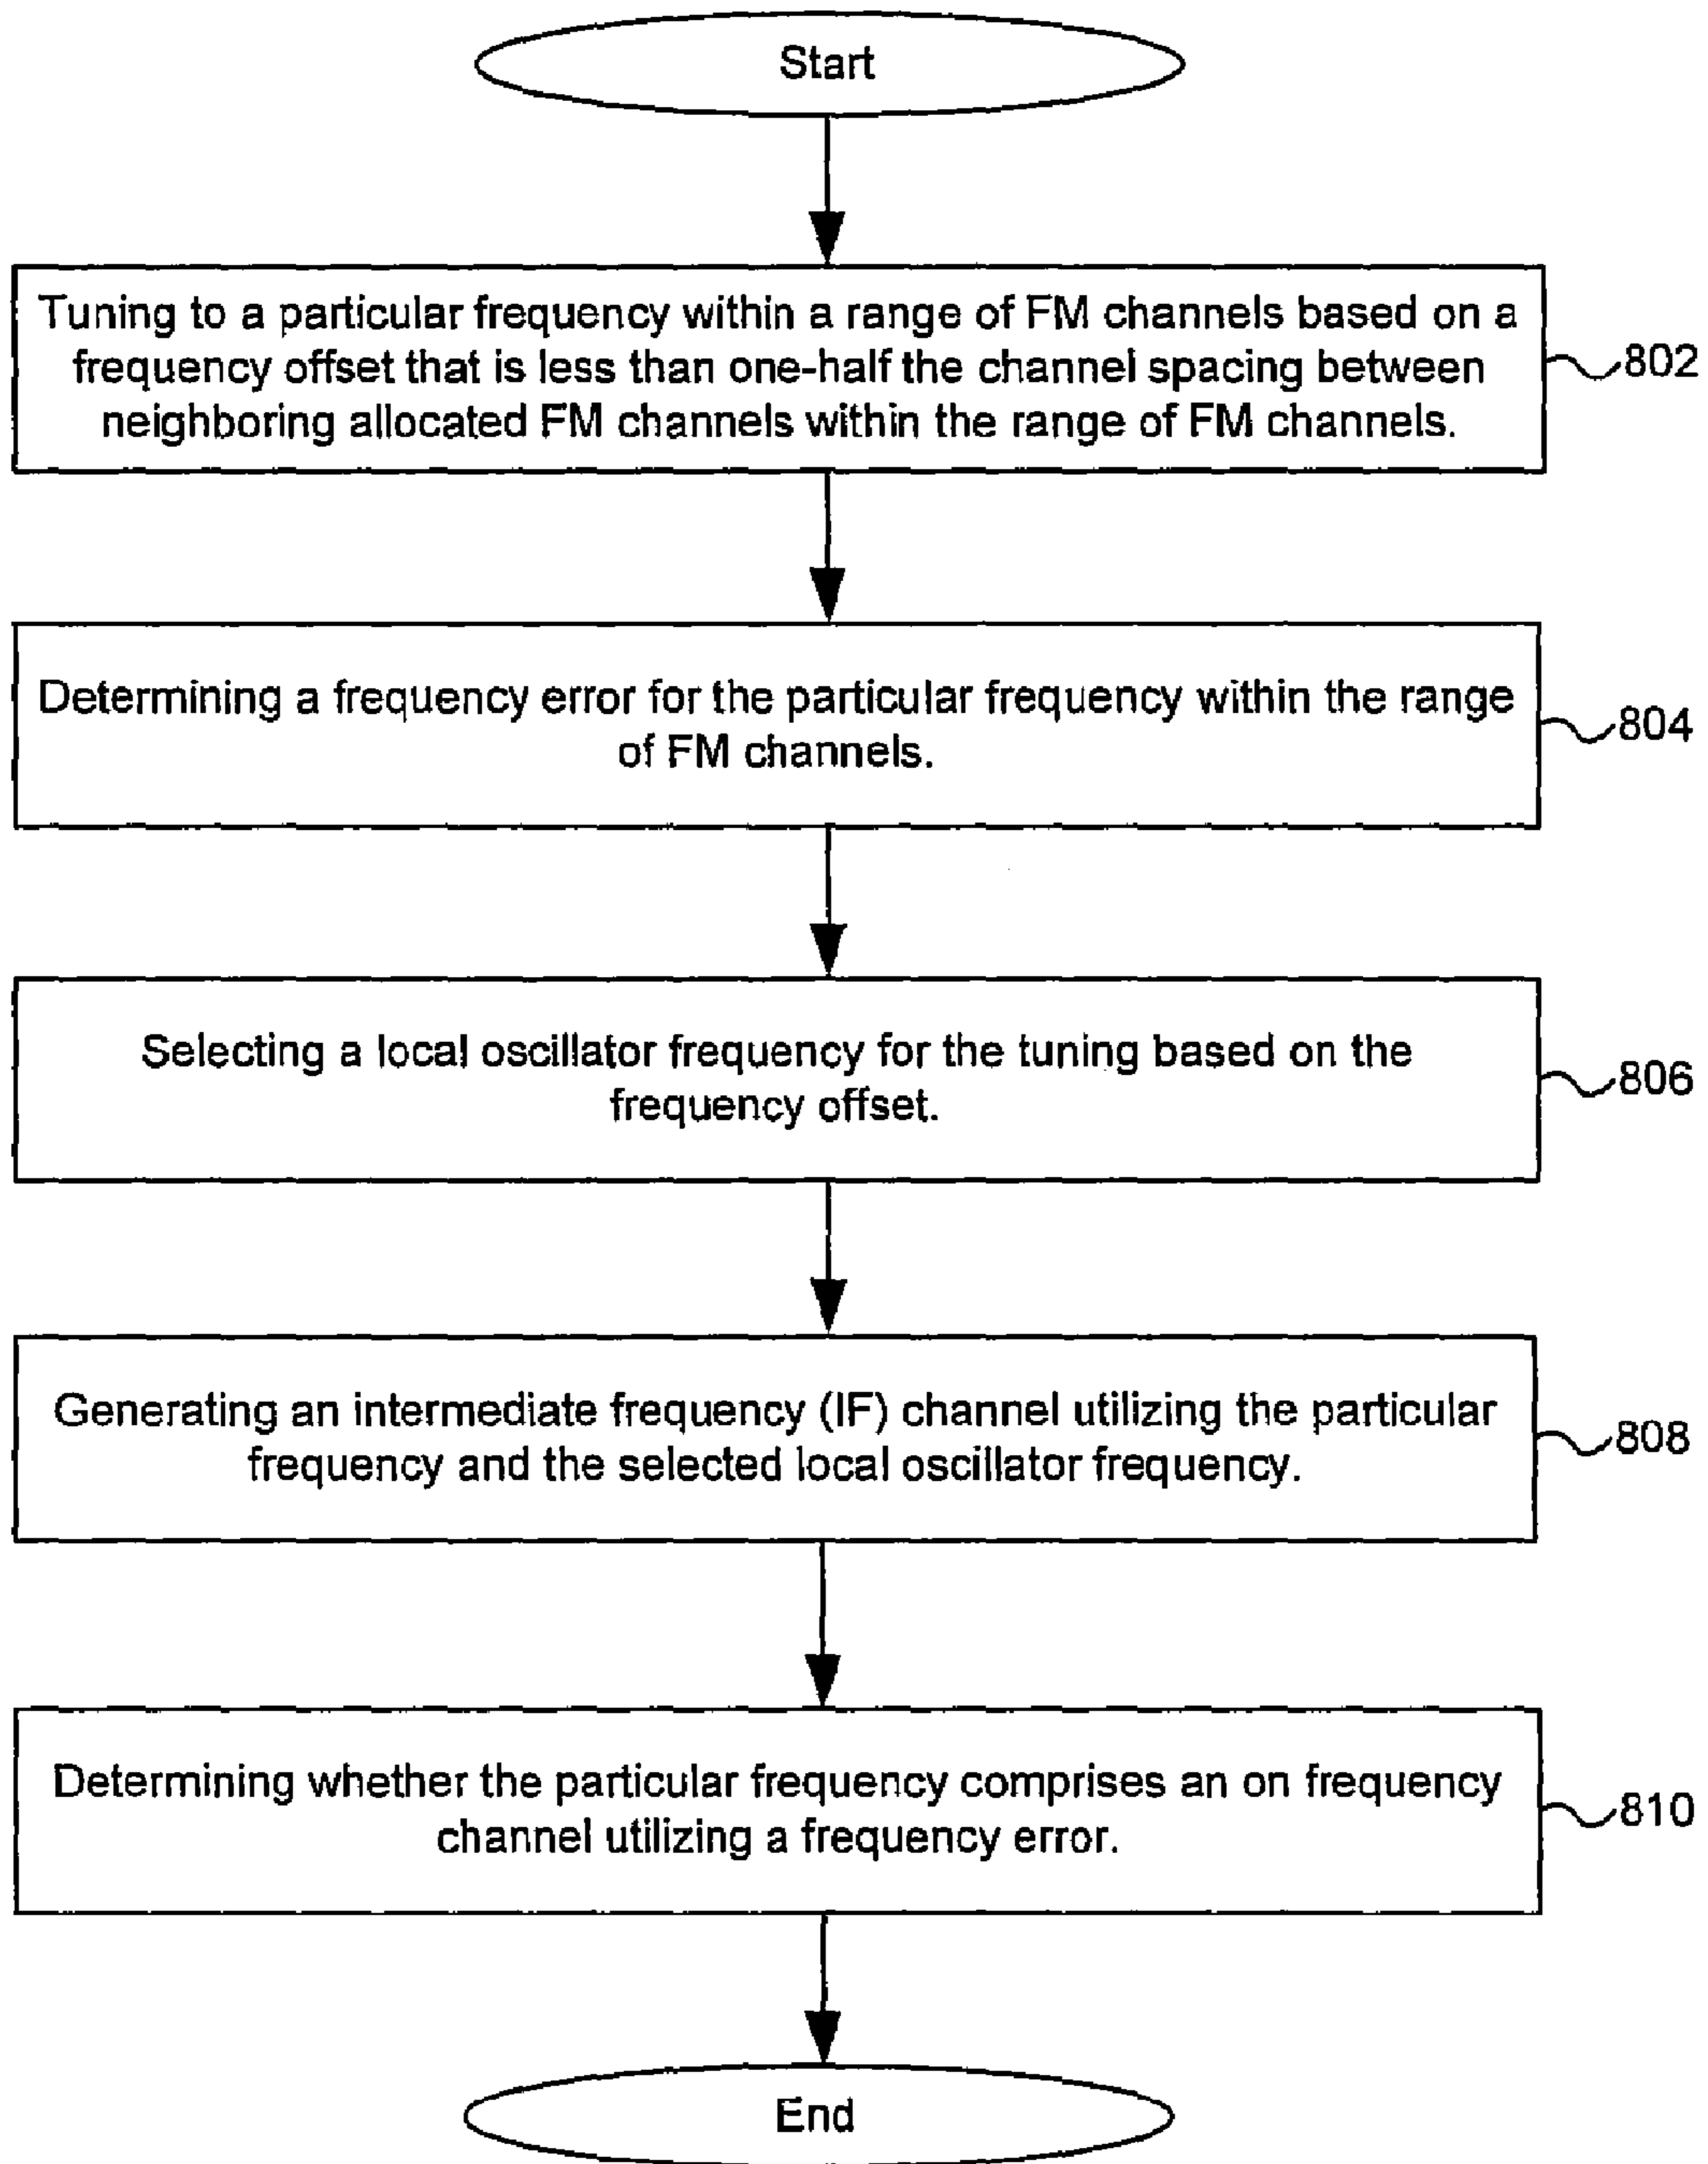 Start
Tuning to a particular frequency within a range of FM channels based on a
frequency offset that is less than one-half the channel spacing between
neighboring allocated FM channels within the range of FM channels.
802
Determining a frequency error for the particular frequency within the range
of FM channels.
804
Selecting a local oscillator frequency for the tuning based on the
frequency offset.
806
Generating an intermediate frequency (IF) channel utilizing the particular
frequency and the selected local oscillator frequency.
808
Determining whether the particular frequency comprises an on frequency
channel utilizing a frequency error.
810
End